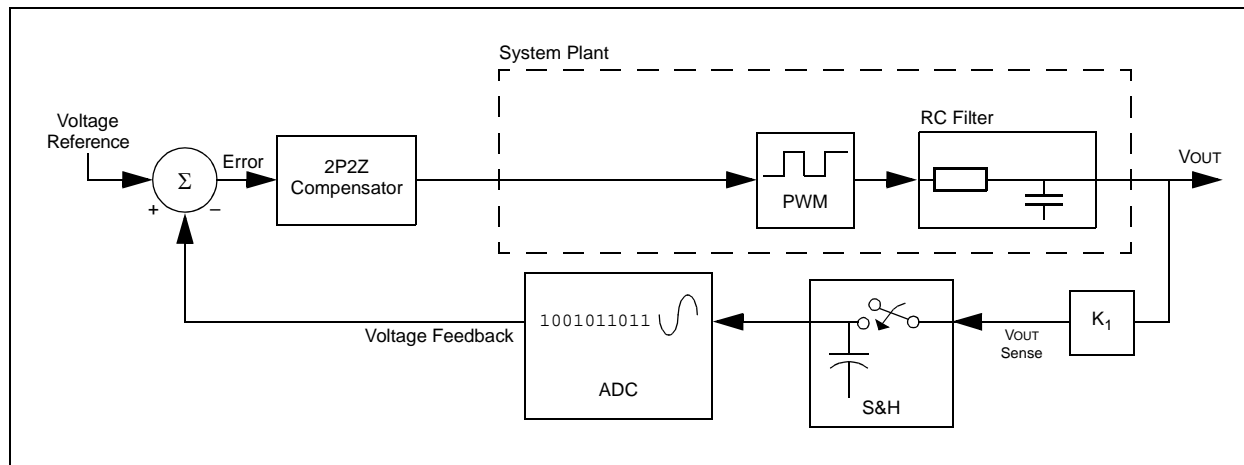 System Plant
Voltage
Reference
Error
2P2Z
Compensator
Σ
+
−
PWM
RC Filter
VOUT
Voltage Feedback
1001011011
ADC
S&H
VOUT
Sense
K1